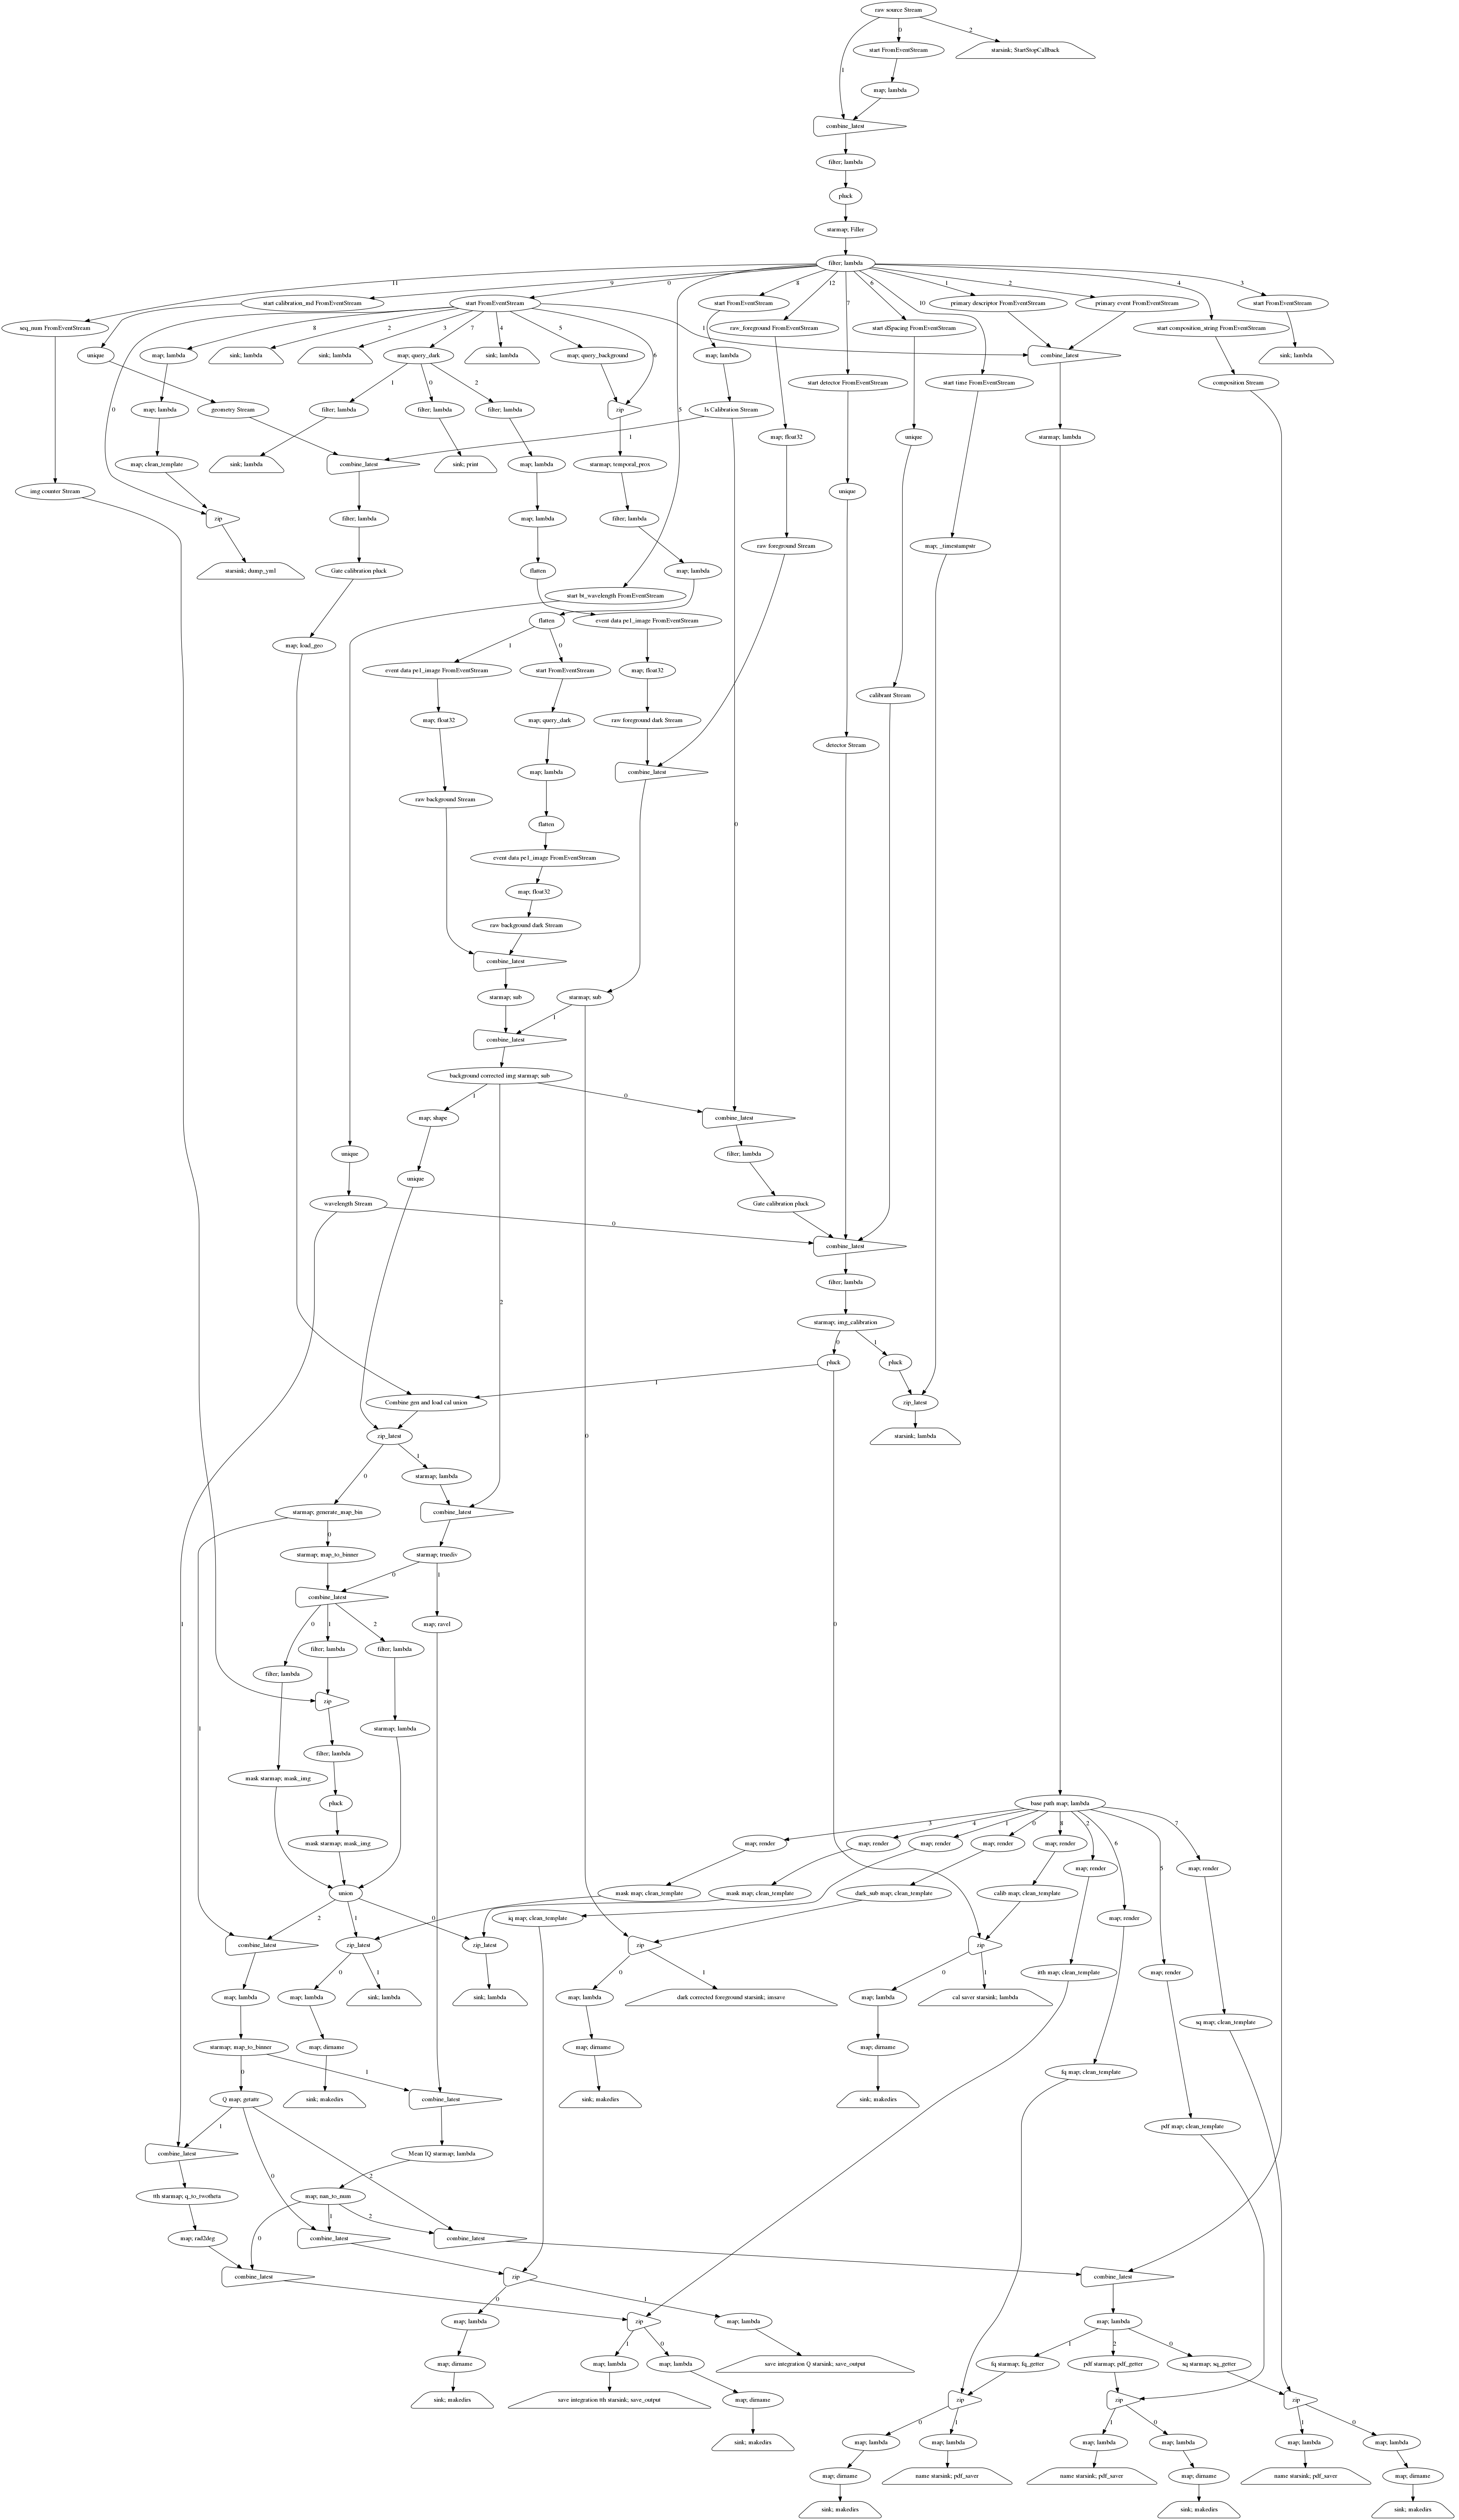 raw source Stream
0
2
1
start FromEventStream
starsink; StartStopCallback
map; lambda
combine_latest
filter; lambda
pluck
starmap; Filler
filter; lambda
11
9
0
8
12
7
6
10
1
2
4
3
5
start calibration_md FromEventStream
start FromEventStream
start FromEventStream
primary descriptor FromEventStream
primary event FromEventStream
start FromEventStream
seq_num FromEventStream
raw_foreground FromEventStream
start dSpacing FromEventStream
start composition_string FromEventStream
8
2
3
7
4
5
6
1
0
unique
map; lambda
sink; lambda
sink; lambda
map; query_dark
sink; lambda
map; query_background
map; lambda
combine_latest
sink; lambda
1
0
2
start detector FromEventStream
start time FromEventStream
composition Stream
map; lambda
geometry Stream
filter; lambda
filter; lambda
filter; lambda
zip
Is Calibration Stream
1
0
map; float32
unique
starmap; lambda
map; clean_template
sink; lambda
combine_latest
sink; print
map; lambda
starmap; temporal_prox
img counter Stream
unique
zip
filter; lambda
map; lambda
filter; lambda
raw foreground Stream
map; _timestampstr
starsink; dump_yml
Gate calibration pluck
flatten
map; lambda
start bt_wavelength FromEventStream
flatten
event data pe1_image FromEventStream
1
0
map; load_geo
event data pe1_image FromEventStream
start FromEventStream
map; float32
calibrant Stream
map; float32
map; query_dark
raw foreground dark Stream
detector Stream
map; lambda
combine_latest
raw background Stream
flatten
event data pe1_image FromEventStream
map; float32
raw background dark Stream
combine_latest
starmap; sub
starmap; sub
1
0
combine_latest
background corrected img starmap; sub
1
2
0
map; shape
combine_latest
unique
filter; lambda
unique
wavelength Stream
0
1
Gate calibration pluck
combine_latest
filter; lambda
starmap; img_calibration
0
1
pluck
pluck
1
0
Combine gen and load cal union
zip_latest
zip_latest
starsink; lambda
0
1
starmap; lambda
starmap; generate_map_bin
combine_latest
0
1
starmap; map_to_binner
starmap; truediv
0
1
combine_latest
0
1
2
map; ravel
filter; lambda
filter; lambda
filter; lambda
zip
starmap; lambda
filter; lambda
mask starmap; mask_img
pluck
base path map; lambda
3
4
1
0
8
2
6
5
7
mask starmap; mask_img
map; render
map; render
map; render
map; render
map; render
map; render
map; render
union
2
1
0
mask map; clean_template
mask map; clean_template
dark_sub map; clean_template
calib map; clean_template
iq map; clean_template
map; render
combine_latest
zip_latest
zip_latest
zip
zip
0
1
0
1
0
1
itth map; clean_template
map; render
map; lambda
map; lambda
sink; lambda
sink; lambda
map; lambda
dark corrected foreground starsink; imsave
map; lambda
cal saver starsink; lambda
sq map; clean_template
starmap; map_to_binner
0
1
map; dirname
map; dirname
map; dirname
fq map; clean_template
Q map; getattr
1
0
2
sink; makedirs
combine_latest
sink; makedirs
sink; makedirs
pdf map; clean_template
combine_latest
Mean IQ starmap; lambda
tth starmap; q_to_twotheta
map; nan_to_num
0
1
2
map; rad2deg
combine_latest
combine_latest
combine_latest
zip
combine_latest
0
1
map; lambda
zip
map; lambda
map; lambda
1
0
1
2
0
map; dirname
map; lambda
map; lambda
save integration Q starsink; save_output
fq starmap; fq_getter
pdf starmap; pdf_getter
sq starmap; sq_getter
sink; makedirs
save integration tth starsink; save_output
map; dirname
zip
zip
zip
0
1
1
0
1
0
sink; makedirs
map; lambda
map; lambda
map; lambda
map; lambda
map; lambda
map; lambda
map; dirname
name starsink; pdf_saver
name starsink; pdf_saver
map; dirname
name starsink; pdf_saver
map; dirname
sink; makedirs
sink; makedirs
sink; makedirs